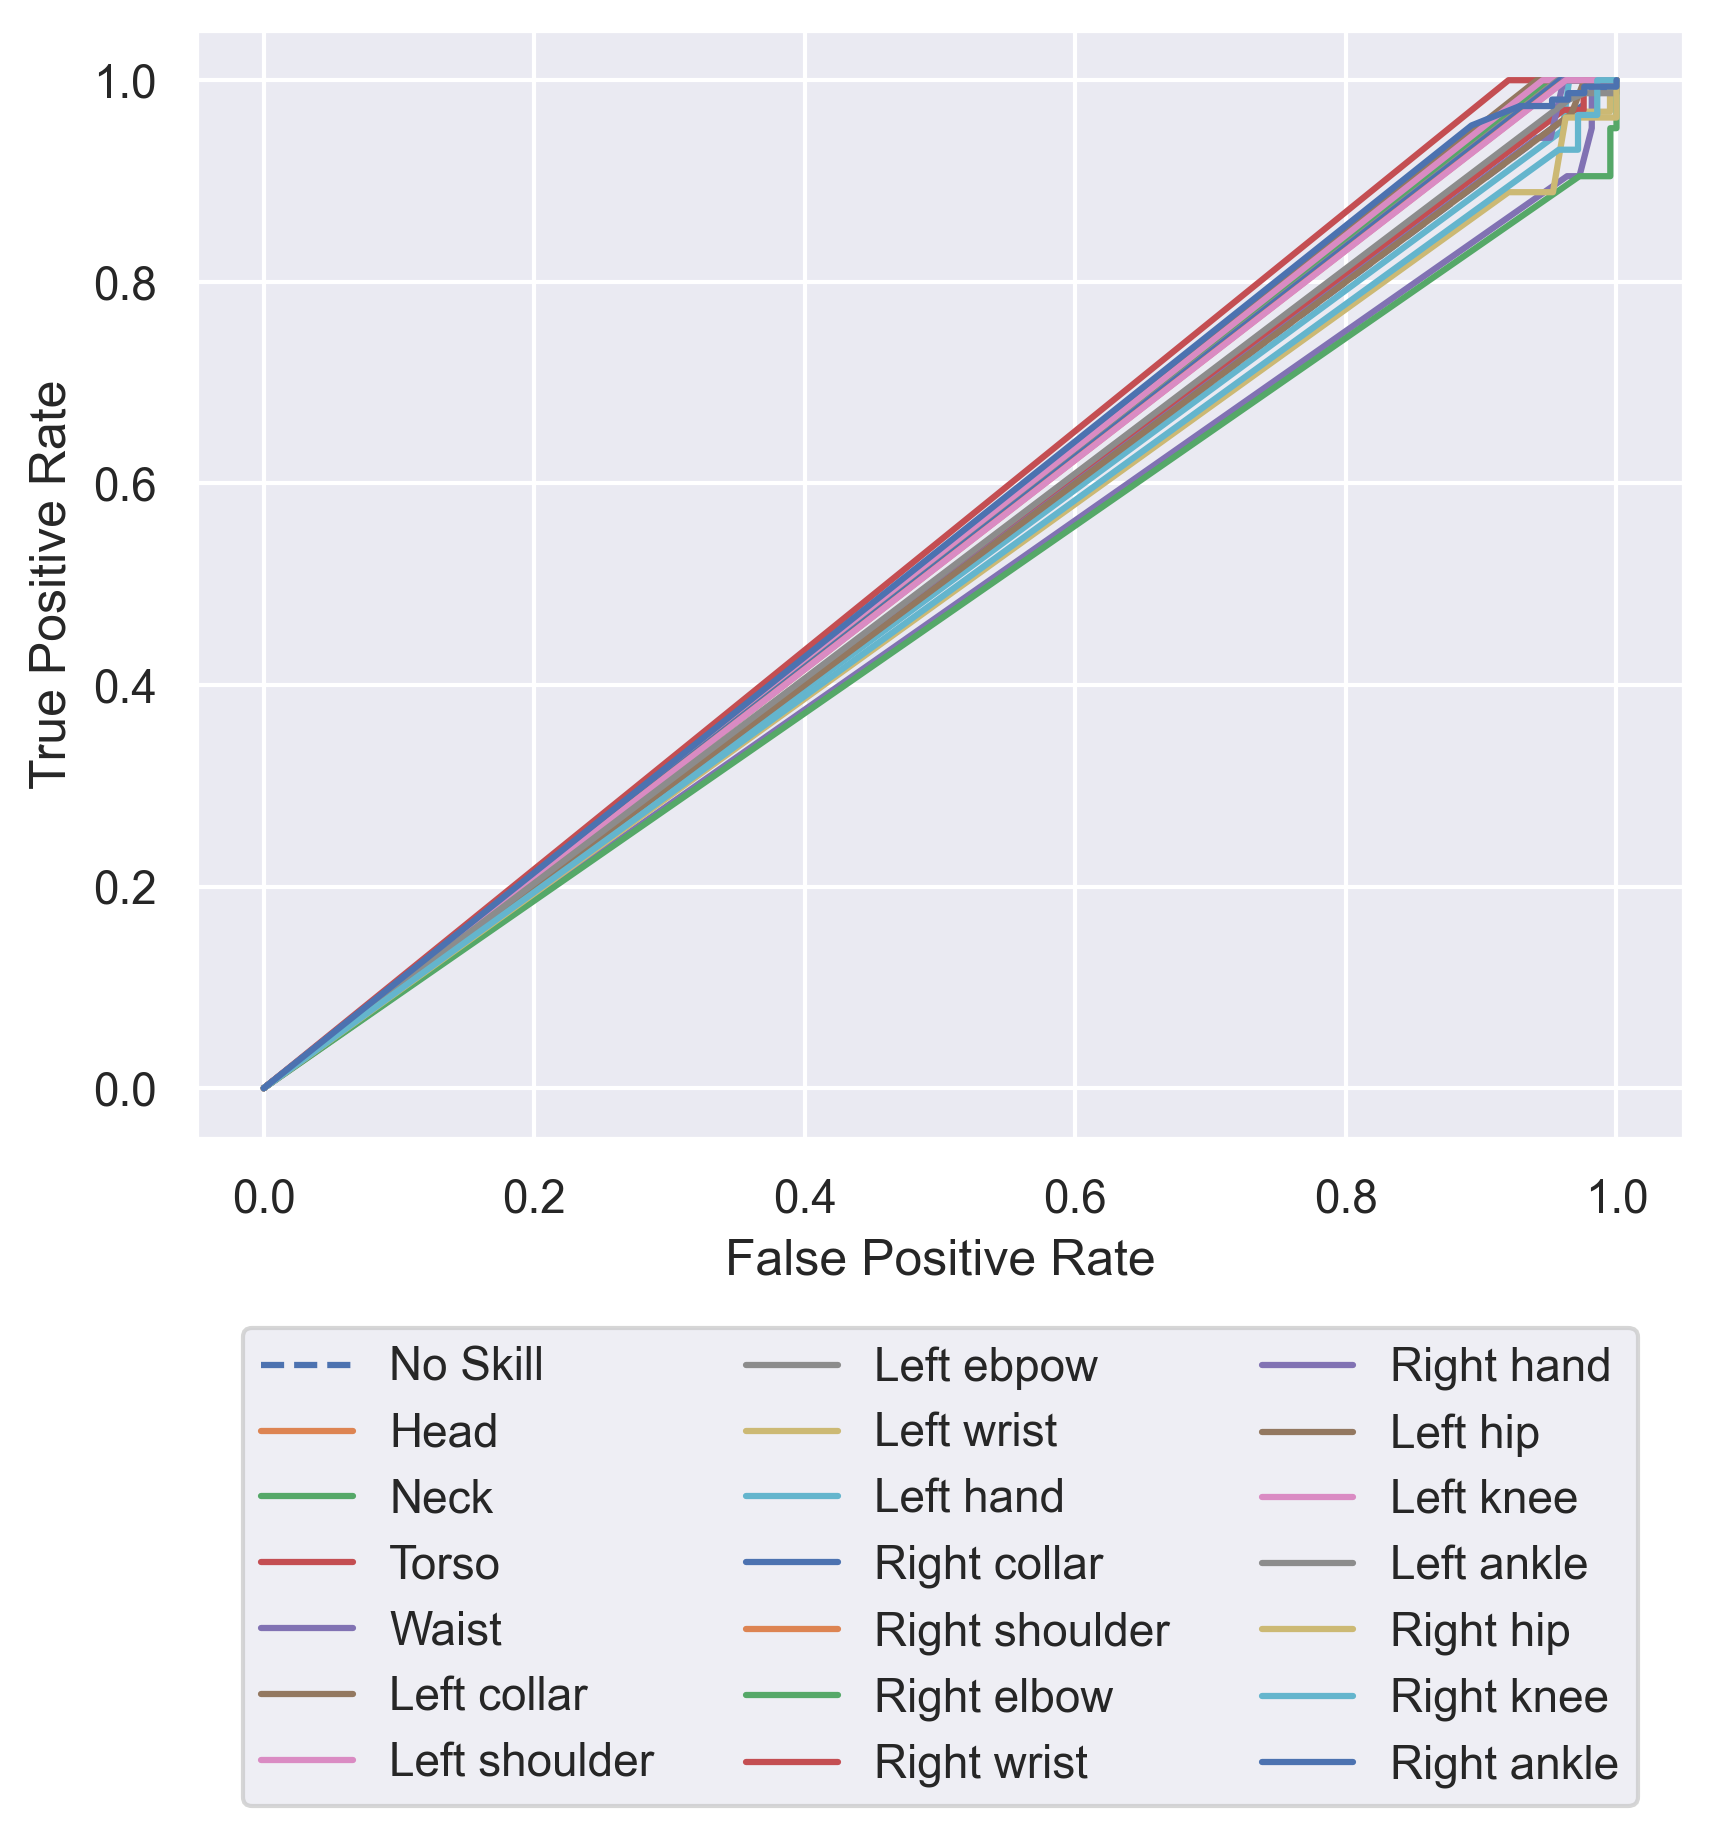 1.0
0.8
0.6
0.4
0.2
0.0
True Positive Rate
0.0 0.2 0.4 0.6 0.8 1.0
False Positive Rate
No Skill
Head
Neck
Torso
Waist
Left collar
Left shoulder
Left ebpow
Left wrist
Left hand
Right collar
Right shoulder
Right elbow
Right wrist
Right hand
Left hip
Left knee
Left ankle
Right hip
Right knee
Right ankle